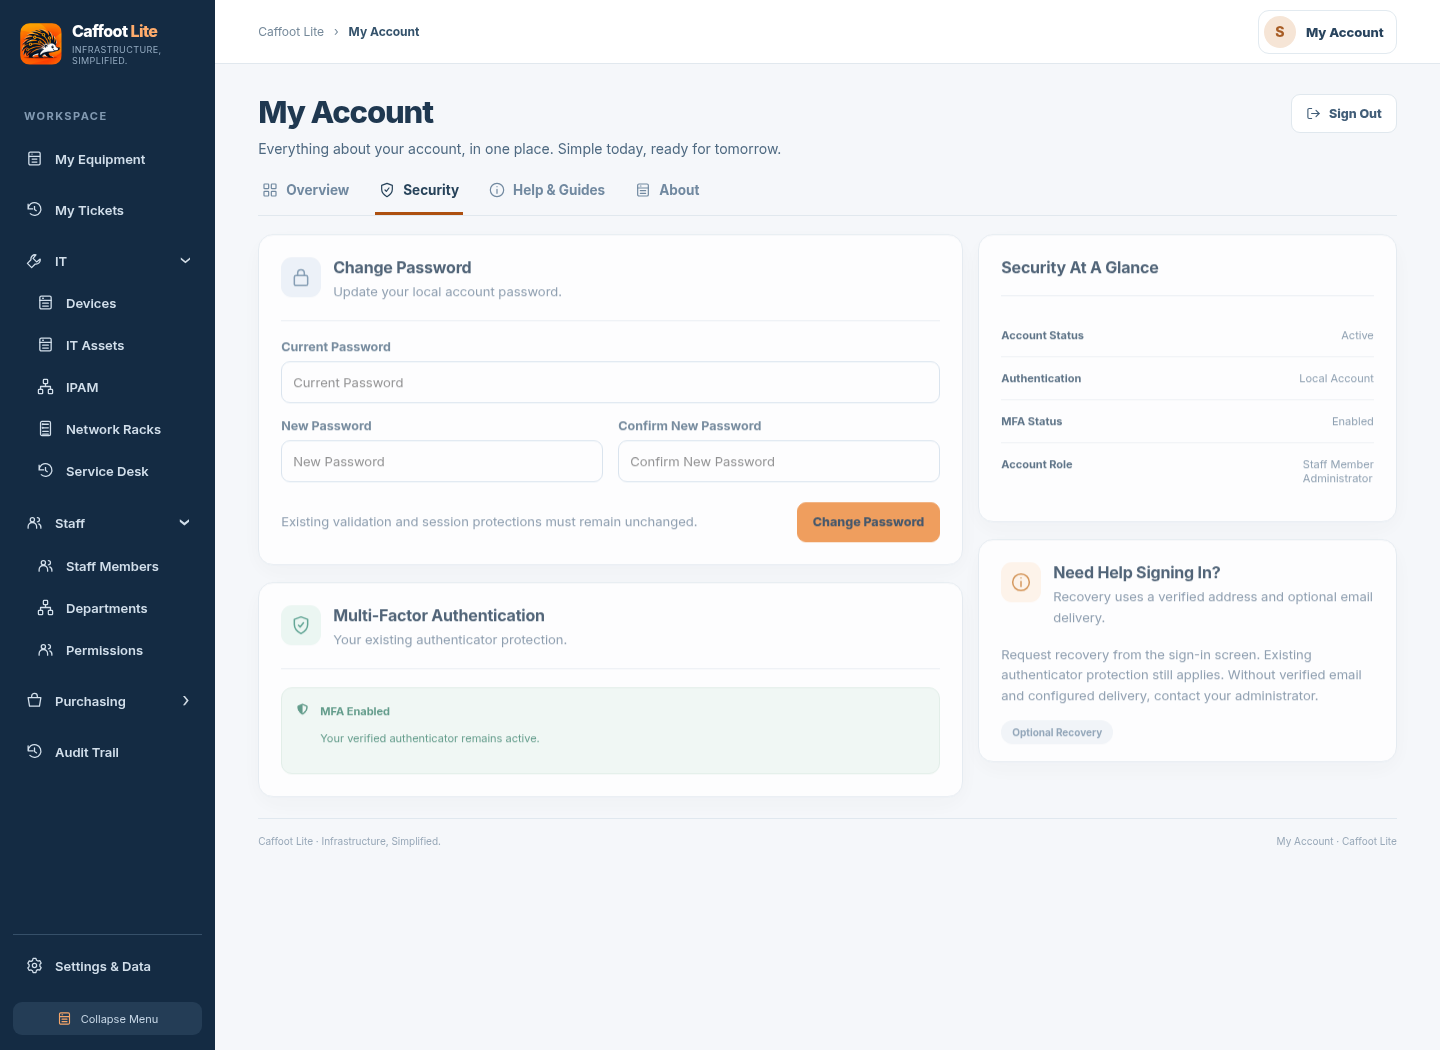 Caffoot Lite
INFRASTRUCTURE,
SIMPLIFIED.
WORKSPACE
My Equipment
My Tickets
IT
Devices
IT Assets
IPAM
Network Racks
Service Desk
Staff
Staff Members
Departments
Permissions
Purchasing
Audit Trail
Settings & Data
Collapse Menu
Caffoot Lite › My Account
S My Account
My Account
Sign Out
Everything about your account, in one place. Simple today, ready for tomorrow.
Overview Security Help & Guides About
Change Password
Update your local account password.
Current Password
Current Password
New Password Confirm New Password
New Password Confirm New Password
Existing validation and session protections must remain unchanged. Change Password
Multi-Factor Authentication
Your existing authenticator protection.
MFA Enabled
Your verified authenticator remains active.
Security At A Glance
Account Status Active
Authentication Local Account
MFA Status Enabled
Account Role Staff Member
Administrator
Need Help Signing In?
Recovery uses a verified address and optional email
delivery.
Request recovery from the sign-in screen. Existing
authenticator protection still applies. Without verified email
and configured delivery, contact your administrator.
Optional Recovery
Caffoot Lite · Infrastructure, Simplified. My Account · Caffoot Lite